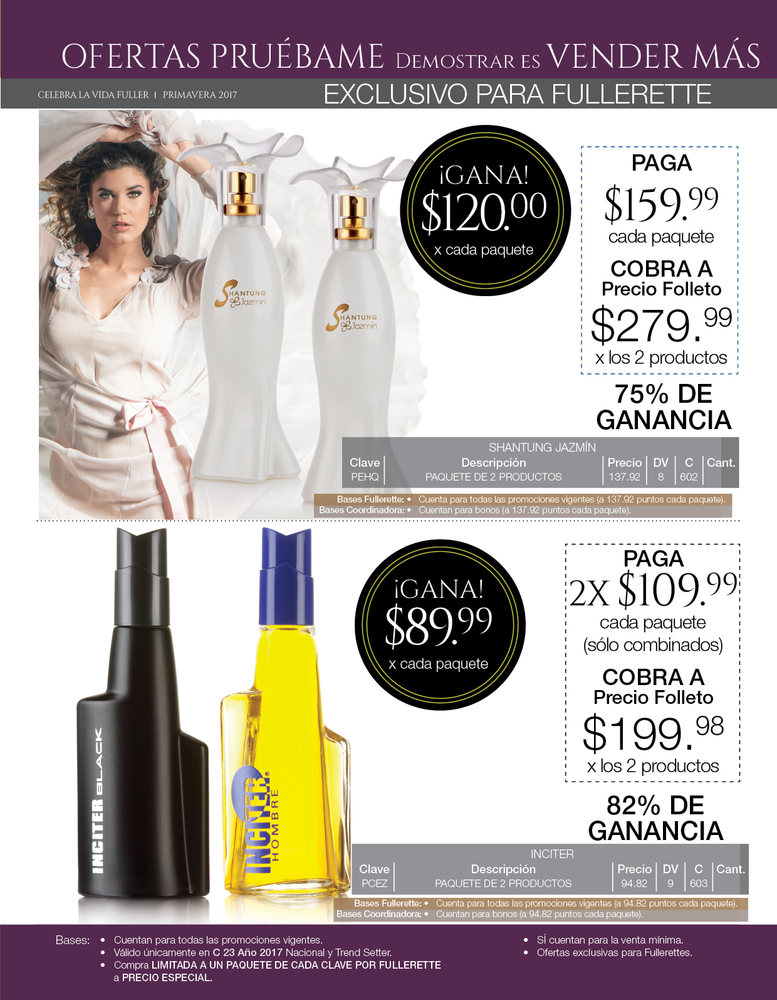 OFERTAS PRUÉBAME DEMOSTRAR ES VENDER MÁS
CELEBRA LA VIDA FULLER | PRIMAVERA 2017
EXCLUSIVO PARA FULLERETTE
¡GANA!
$120.00
x cada paquete
PAGA
$159.99
cada paquete
COBRA A
Precio Folleto
$279.99
x los 2 productos
75% DE
GANANCIA
SHANTUNG
Jazmín
SHANTUNG
Jazmín
SHANTUNG JAZMÍN
Clave Descripción Precio DV C Cant.
PEHQ PAQUETE DE 2 PRODUCTOS 137.92 8 602
Bases Fullerette: • Cuenta para todas las promociones vigentes (a 137.92 puntos cada paquete).
Bases Coordinadora: • Cuentan para bonos (a 137.92 puntos cada paquete).
¡GANA!
$89.99
x cada paquete
PAGA
2X $109.99
cada paquete
(sólo combinados)
COBRA A
Precio Folleto
$199.98
x los 2 productos
82% DE
GANANCIA
INCITER BLACK
INCITER®
HOMBRE
INCITER
Clave Descripción Precio DV C Cant.
PCEZ PAQUETE DE 2 PRODUCTOS 94.82 9 603
Bases Fullerette: • Cuenta para todas las promociones vigentes (a 94.82 puntos cada paquete).
Bases Coordinadora: • Cuentan para bonos (a 94.82 puntos cada paquete).
Bases: • Cuentan para todas las promociones vigentes.
• Válido únicamente en C 23 Año 2017 Nacional y Trend Setter.
• Compra LIMITADA A UN PAQUETE DE CADA CLAVE POR FULLERETTE
a PRECIO ESPECIAL.
• SÍ cuentan para la venta mínima.
• Ofertas exclusivas para Fullerettes.